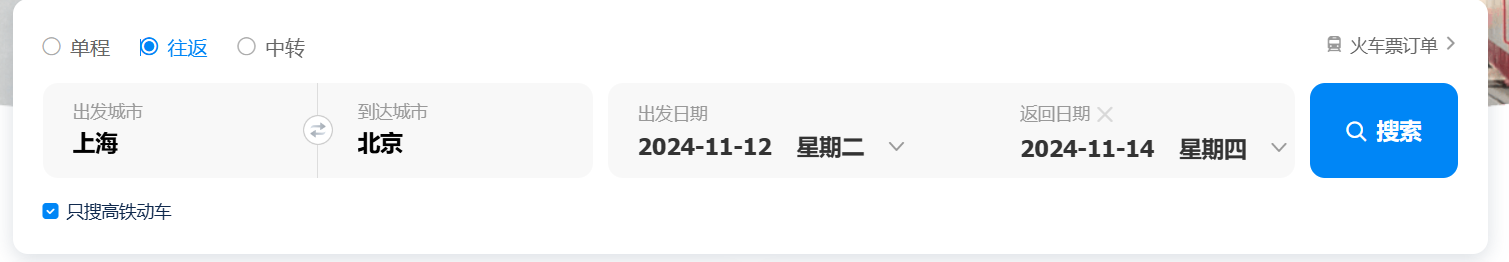 单程 往返 中转 火车票订单
出发城市 到达城市 出发日期 返回日期
上海 北京 2024-11-12 星期二 2024-11-14 星期四 搜索
只搜高铁动车